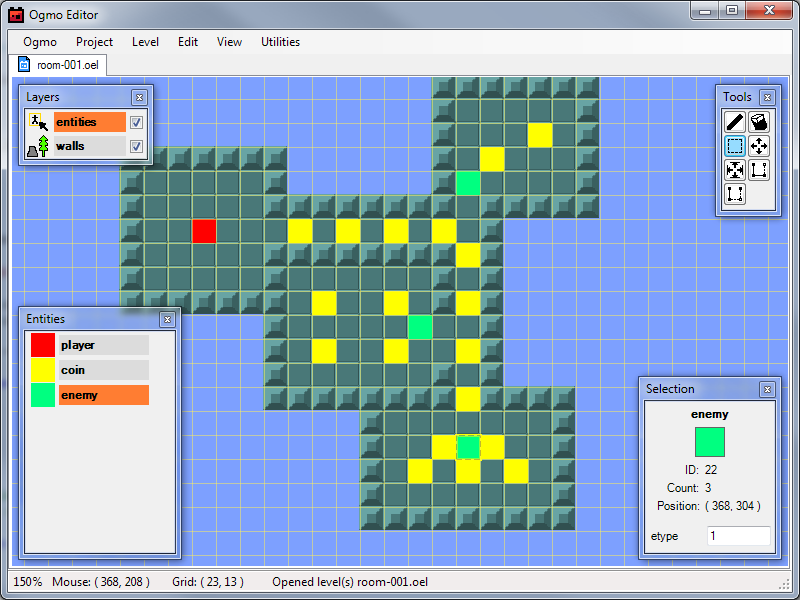 Ogmo Editor
Ogmo Project Level Edit View Utilities
room-001.oel
Layers
entities
walls
Tools
Entities
player
coin
enemy
Selection
enemy
ID: 22
Count: 3
Position: ( 368, 304 )
etype 1
150% Mouse: ( 368, 208 ) Grid: ( 23, 13 ) Opened level(s) room-001.oel